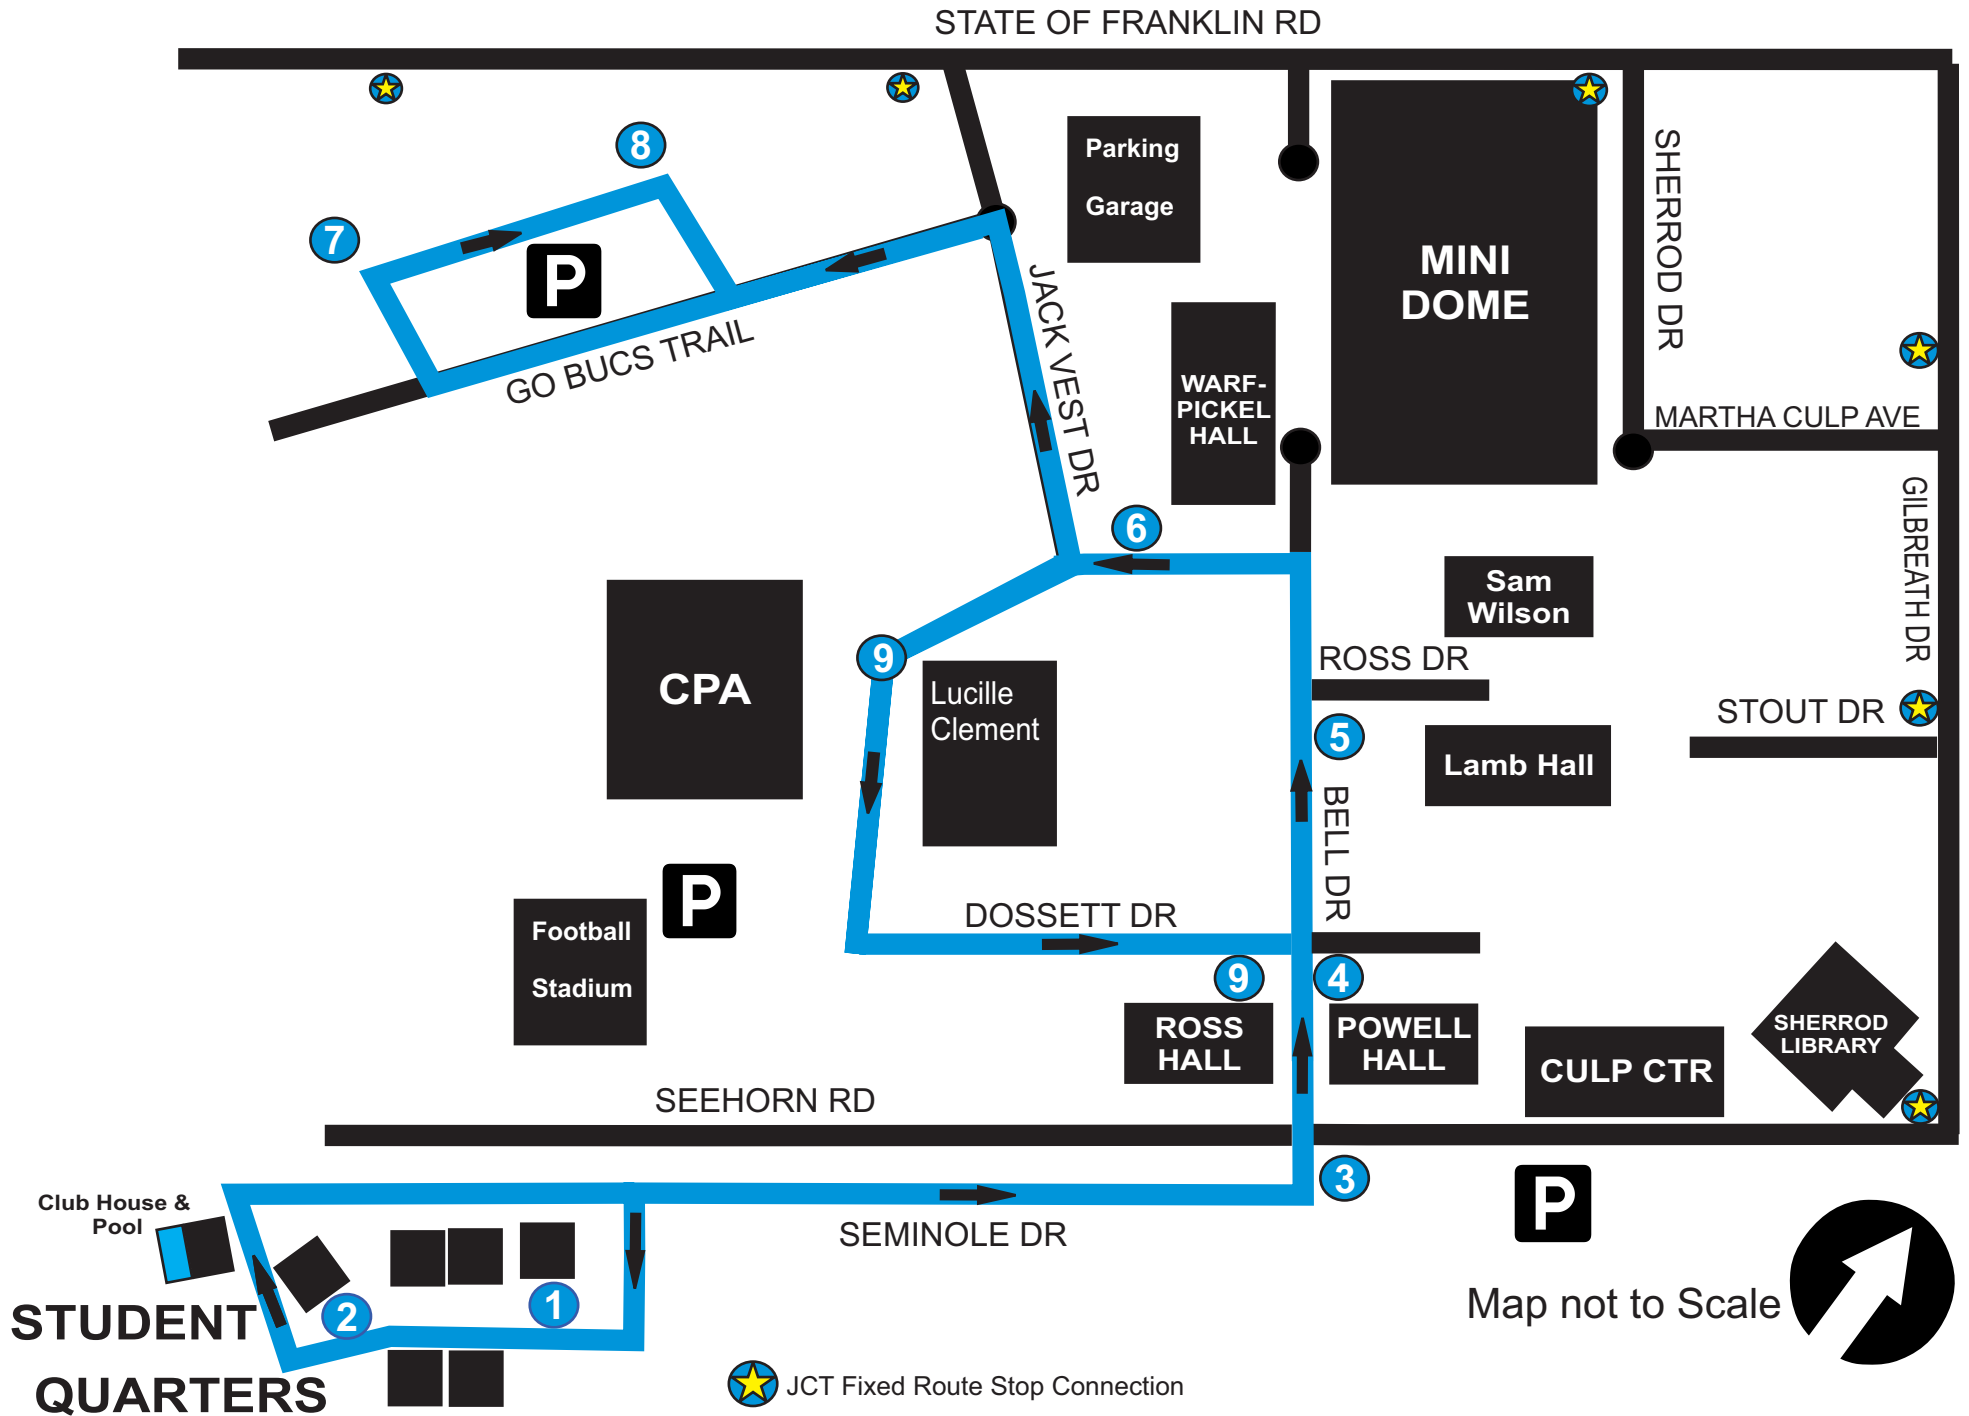 STATE OF FRANKLIN RD
8
7
P
GO BUCS TRAIL
JACK VEST DR
Parking
Garage
MINI
DOME
SHERROD DR
WARF-
PICKEL
HALL
MARTHA CULP AVE
GILBREATH DR
6
Sam
Wilson
ROSS DR
9
CPA
Lucille
Clement
5
STOUT DR
Lamb Hall
BELL DR
P
DOSSETT DR
Football
Stadium
9
4
ROSS
HALL
POWELL
HALL
CULP CTR
SHERROD
LIBRARY
SEEHORN RD
3
P
Club House &
Pool
SEMINOLE DR
1
2
STUDENT
QUARTERS
Map not to Scale
JCT Fixed Route Stop Connection